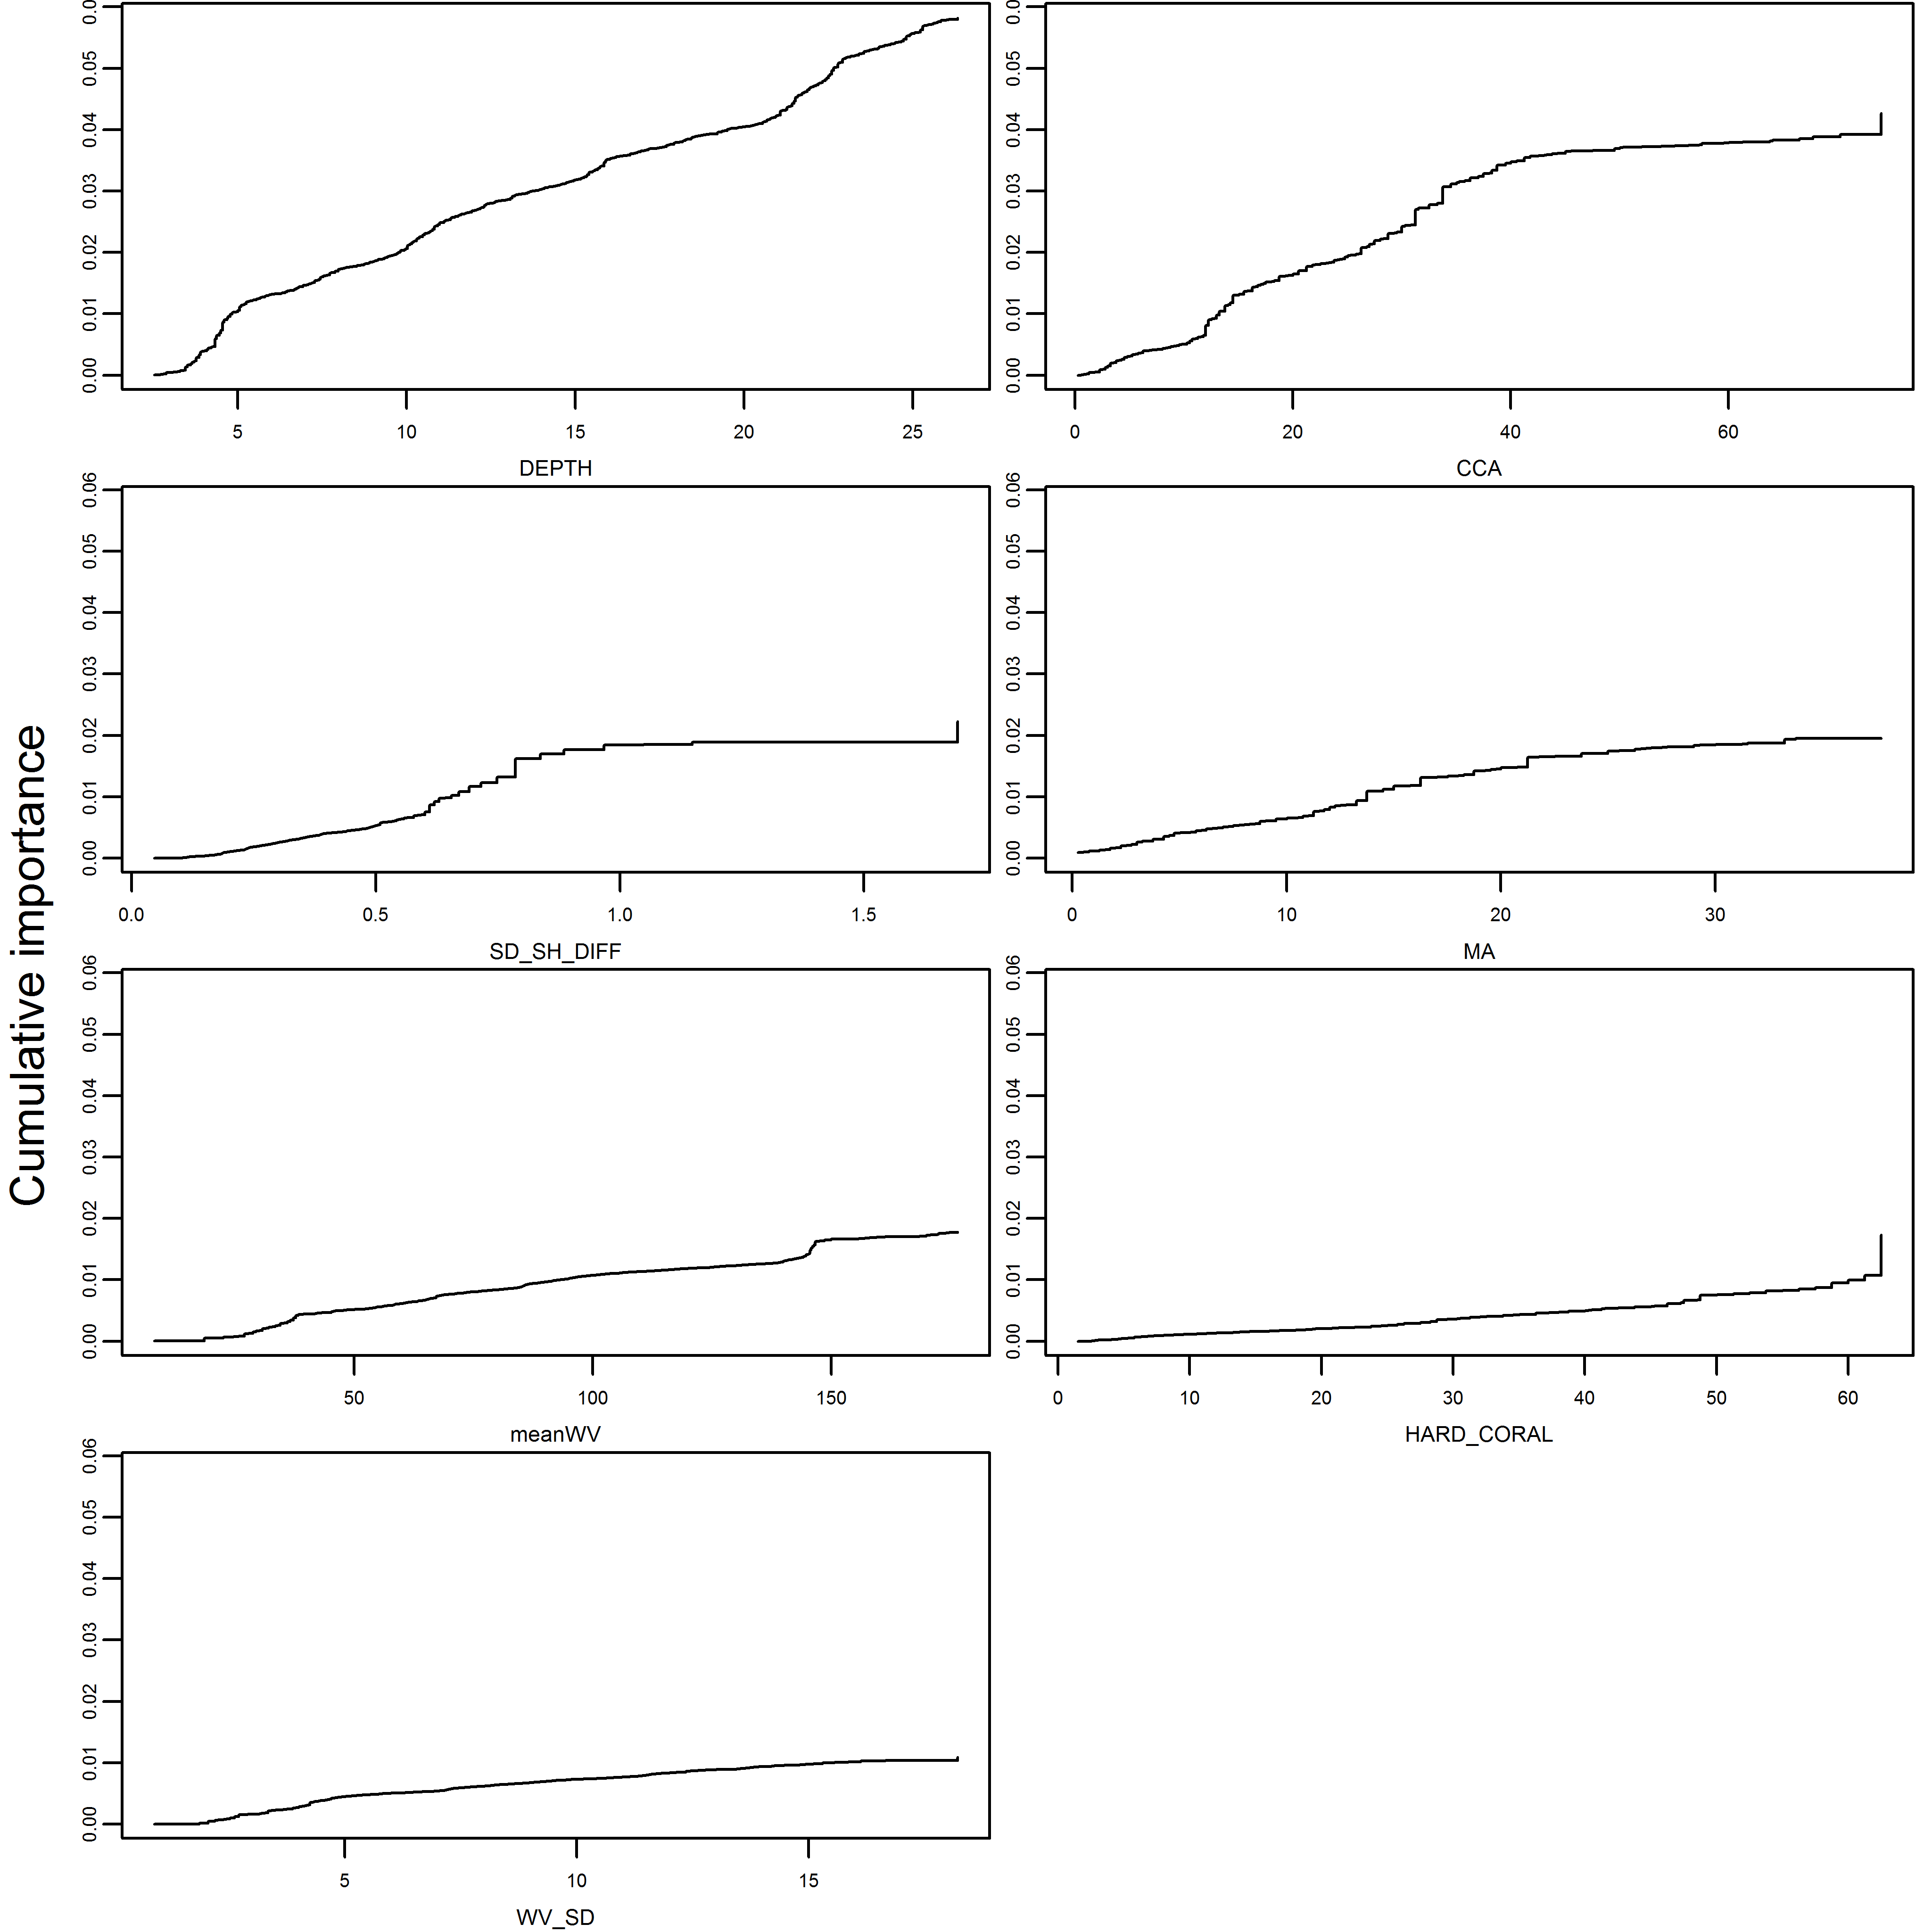 Cumulative importance
0.00 0.01 0.02 0.03 0.04 0.05 0.0
5 10 15 20 25
DEPTH
0.00 0.01 0.02 0.03 0.04 0.05 0.0
0 20 40 60
CCA
0.00 0.01 0.02 0.03 0.04 0.05 0.06
0.0 0.5 1.0 1.5
SD_SH_DIFF
0.00 0.01 0.02 0.03 0.04 0.05 0.06
0 10 20 30
MA
0.00 0.01 0.02 0.03 0.04 0.05 0.06
50 100 150
meanWV
0.00 0.01 0.02 0.03 0.04 0.05 0.06
0 10 20 30 40 50 60
HARD_CORAL
0.00 0.01 0.02 0.03 0.04 0.05 0.06
5 10 15
WV_SD